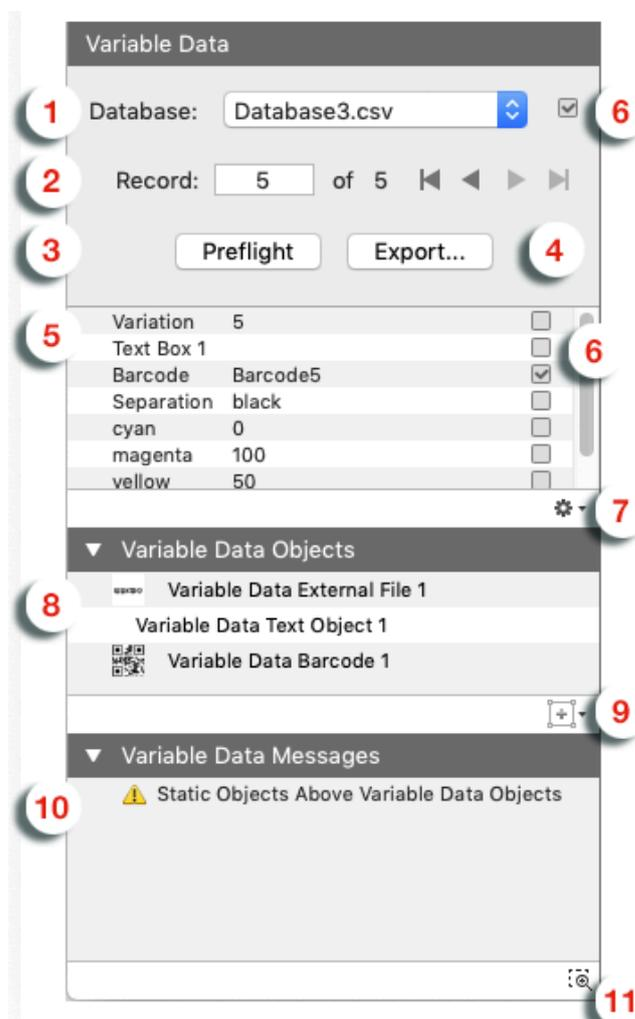 Variable Data
1 Database: Database3.csv 6
2 Record: 5 of 5
3 Preflight Export... 4
5 Variation 5
Text Box 1
6
Barcode Barcode5
Separation black
cyan 0
magenta 100
yellow 50
7
Variable Data Objects
Variable Data External File 1
8
Variable Data Text Object 1
Variable Data Barcode 1
9
Variable Data Messages
10 Static Objects Above Variable Data Objects
11